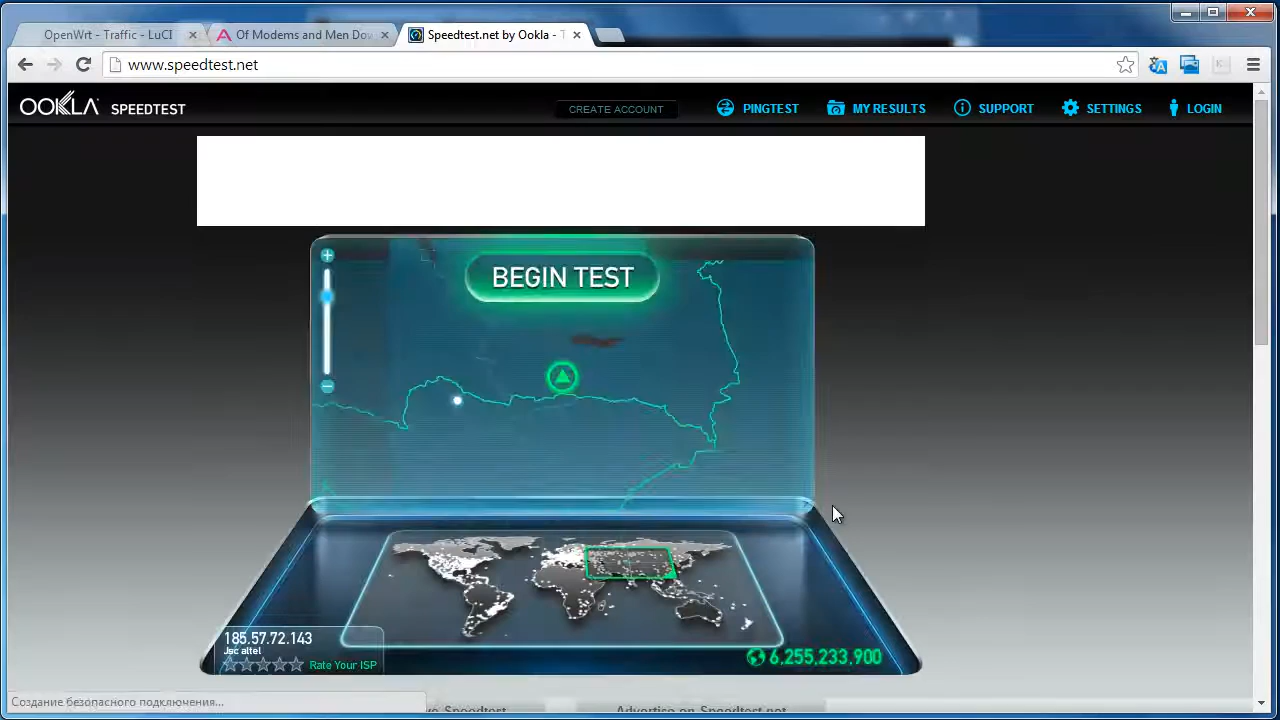 OpenWrt - Traffic - LuCI
Of Modems and Men Dow
Speedtest.net by Ookla - T
www.speedtest.net
OOKLA SPEEDTEST
CREATE ACCOUNT
PINGTEST
MY RESULTS
SUPPORT
SETTINGS
LOGIN
BEGIN TEST
185.57.72.143
Jsc altel
Rate Your ISP
6,255,233,900
Создание безопасного подключения...
Speedtest
Advertise on Speedtest.net